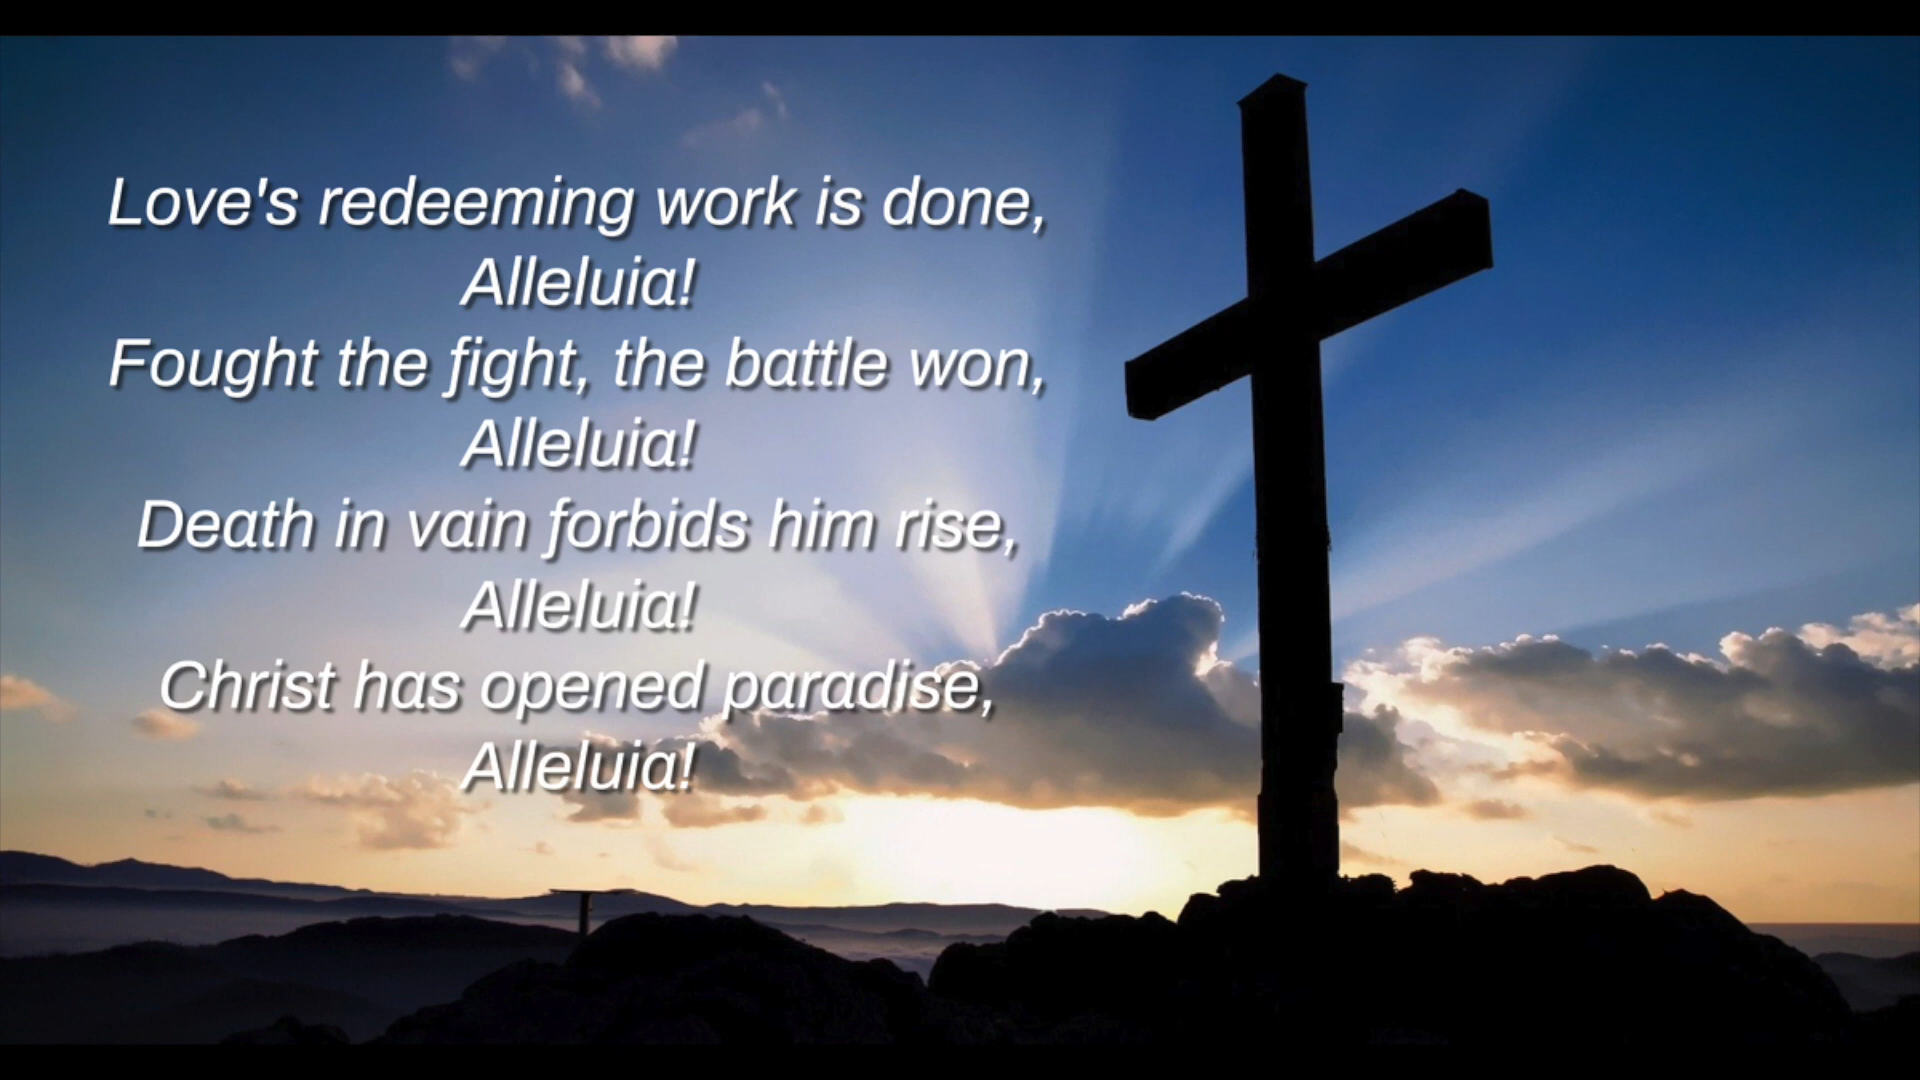 Love's redeeming work is done,
Alleluia!
Fought the fight, the battle won,
Alleluia!
Death in vain forbids him rise,
Alleluia!
Christ has opened paradise,
Alleluia!